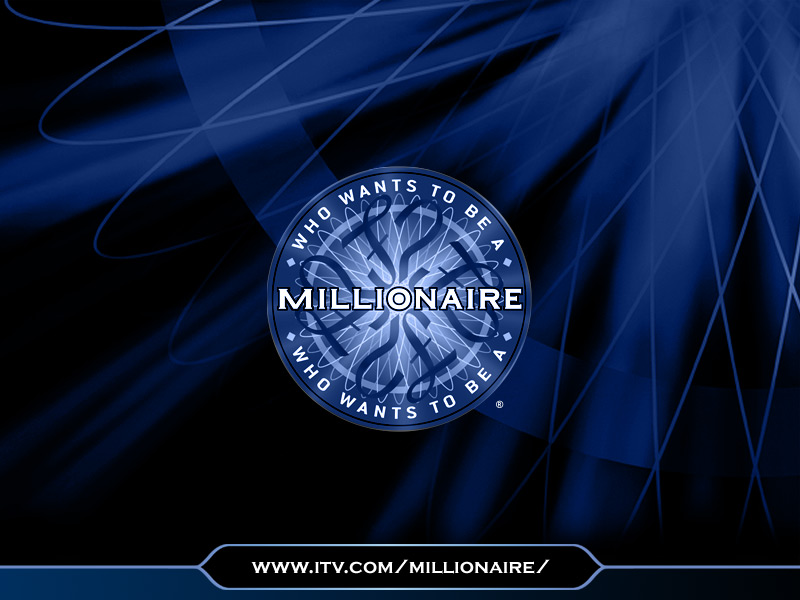 WHO WANTS TO BE A
MILLIONAIRE
WHO WANTS TO BE A
®
WWW.ITV.COM/MILLIONAIRE/